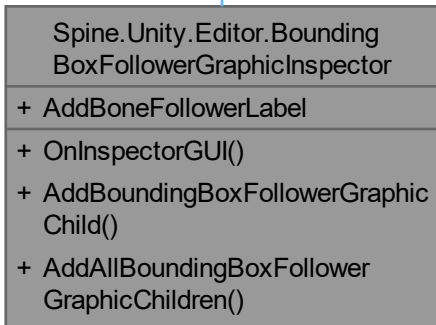 Spine.Unity.Editor.Bounding
BoxFollowerGraphicInspector
+ AddBoneFollowerLabel
+ OnInspectorGUI()
+ AddBoundingBoxFollowerGraphic
Child()
+ AddAllBoundingBoxFollower
GraphicChildren()